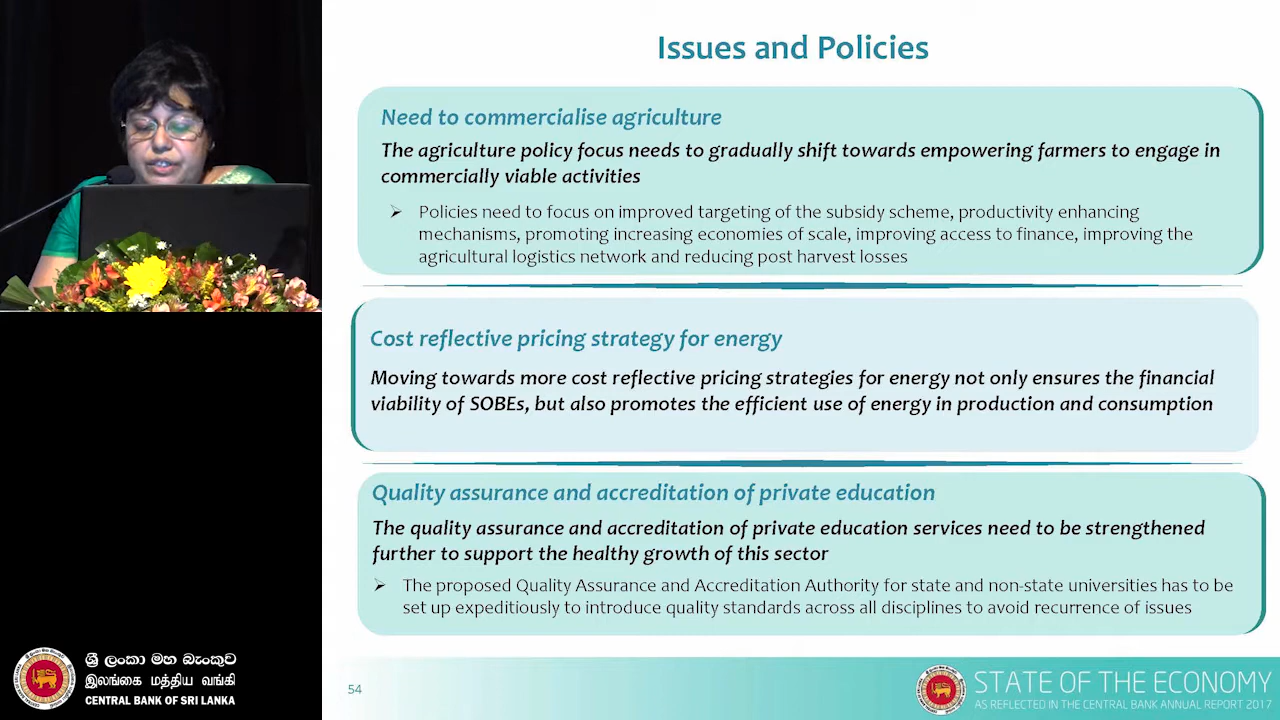 Issues and Policies
Need to commercialise agriculture
The agriculture policy focus needs to gradually shift towards empowering farmers to engage in
commercially viable activities
➢ Policies need to focus on improved targeting of the subsidy scheme, productivity enhancing
mechanisms, promoting increasing economies of scale, improving access to finance, improving the
agricultural logistics network and reducing post harvest losses
Cost reflective pricing strategy for energy
Moving towards more cost reflective pricing strategies for energy not only ensures the financial
viability of SOBEs, but also promotes the efficient use of energy in production and consumption
Quality assurance and accreditation of private education
The quality assurance and accreditation of private education services need to be strengthened
further to support the healthy growth of this sector
➢ The proposed Quality Assurance and Accreditation Authority for state and non-state universities has to be
set up expeditiously to introduce quality standards across all disciplines to avoid recurrence of issues
ශ්‍රී ලංකා මහ බැංකුව
இலங்கை மத்திய வங்கி
CENTRAL BANK OF SRI LANKA
54
STATE OF THE ECONOMY
AS REFLECTED IN THE CENTRAL BANK ANNUAL REPORT 2017